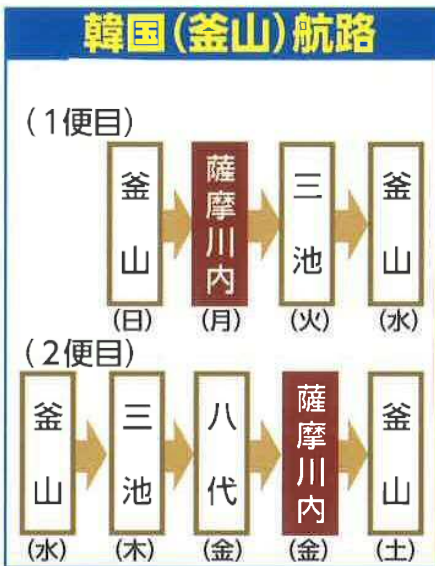 韓国(釜山)航路
(1便目)
釜山 薩摩川内 三池 釜山
(日) (月) (火) (水)
(2便目)
釜山 三池 八代 薩摩川内 釜山
(水) (木) (金) (金) (土)